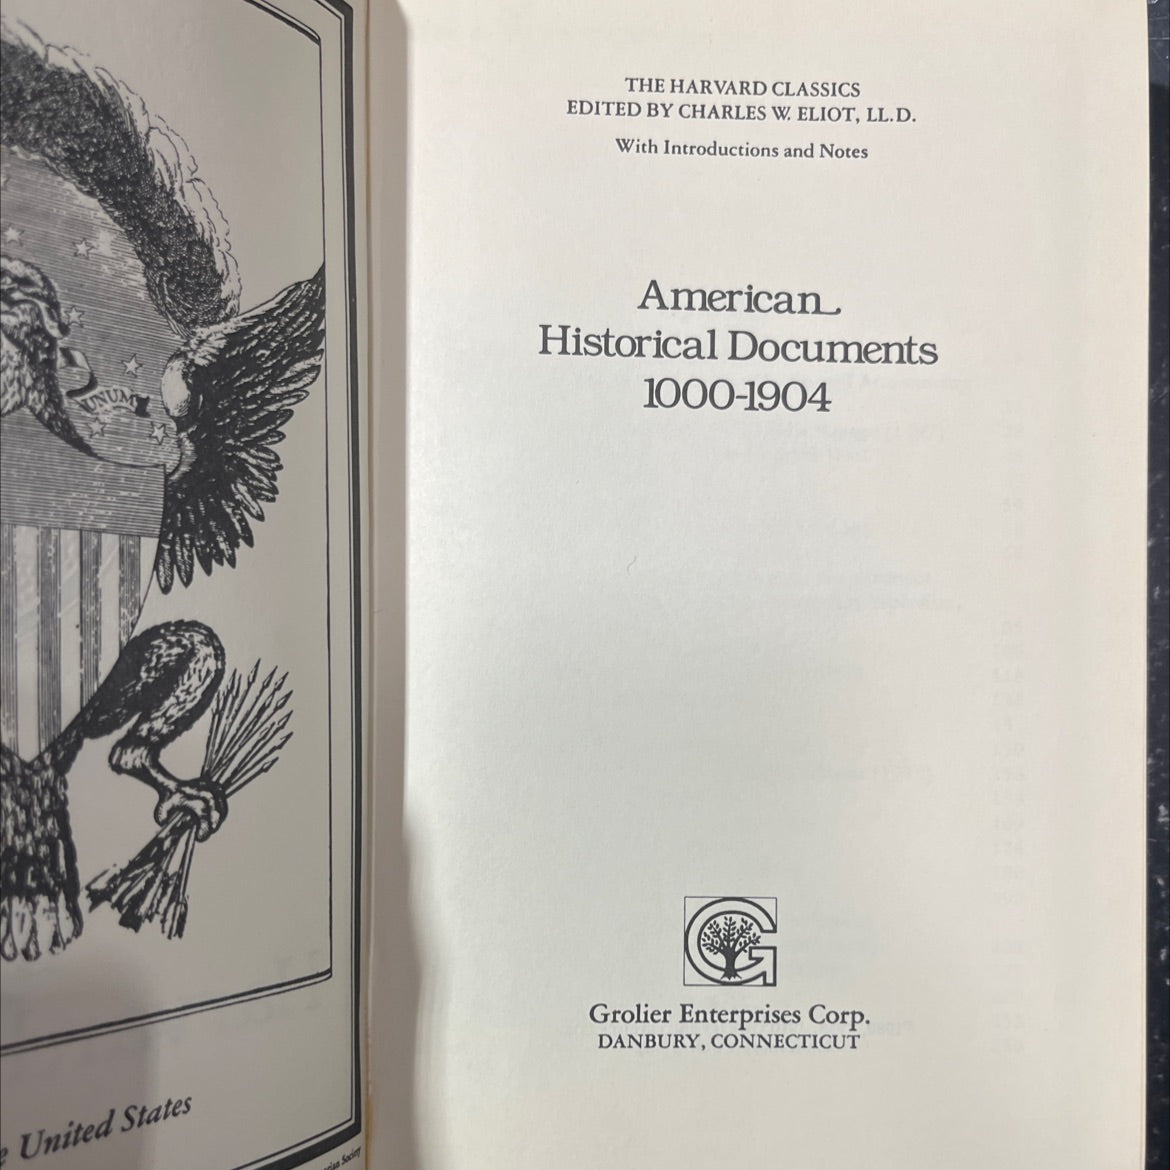 UNUM
United States
Society
THE HARVARD CLASSICS
EDITED BY CHARLES W. ELIOT, LL.D.
With Introductions and Notes
American
Historical Documents
1000-1904
G
Grolier Enterprises Corp.
DANBURY, CONNECTICUT